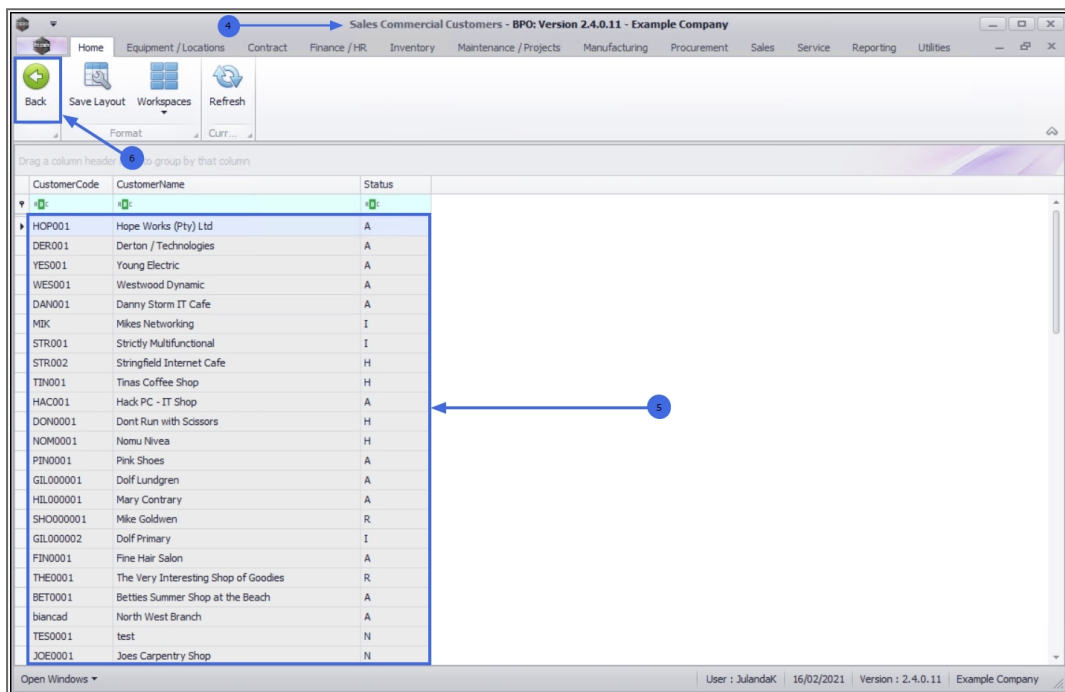 4
Sales Commercial Customers - BPO: Version 2.4.0.11 - Example Company
Home Equipment / Locations Contract Finance / HR Inventory Maintenance / Projects Manufacturing Procurement Sales Service Reporting Utilities
Back Save Layout Workspaces Refresh
Format Curr...
6
Drag a column header to group by that column
CustomerCode CustomerName Status
HOP001 Hope Works (Pty) Ltd A
DER001 Derton / Technologies A
YES001 Young Electric A
WES001 Westwood Dynamic A
DAN001 Danny Storm IT Cafe A
MIK Mikes Networking I
STR001 Strictly Multifunctional I
STR002 Stringfield Internet Cafe H
TIN001 Tinas Coffee Shop H
HAC001 Hack PC - IT Shop A
5
DON0001 Dont Run with Scissors H
NOM0001 Nomu Nivea H
PIN0001 Pink Shoes A
GIL000001 Dolf Lundgren A
HIL000001 Mary Contrary A
SHO000001 Mike Goldwen R
GIL000002 Dolf Primary I
FIN0001 Fine Hair Salon A
THE0001 The Very Interesting Shop of Goodies R
BET0001 Betties Summer Shop at the Beach A
biancad North West Branch A
TES0001 test N
JOE0001 Joes Carpentry Shop N
Open Windows User : JulandaK 16/02/2021 Version : 2.4.0.11 Example Company